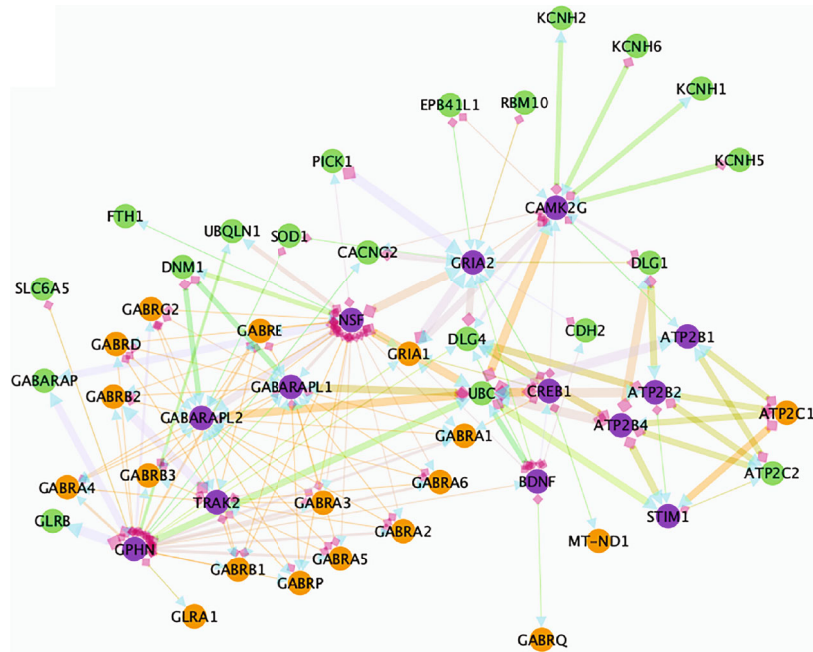 KCNH2
KCNH6
KCNH1
EPB41L1
RBM10
PICK1
KCNH5
CAMK2G
FTH1
UBQLN1
SOD1
CACNG2
GRIA2
DLG1
DNM1
SLC6A5
GABRG2
NSF
GABRE
GABRD
GRIA1
DLG4
CDH2
ATP2B1
GABARAP
GABARAPL1
GABRB2
UBC
CREB1
ATP2B2
GABARAPL2
ATP2B4
ATP2C1
GABRA1
GABRB3
GABRA4
GABRA6
BDNF
ATP2C2
TRAK2
GABRA3
GLRB
STIM1
GABRA2
GPHN
MT-ND1
GABRA5
GABRB1
GABRP
GLRA1
GABRQ